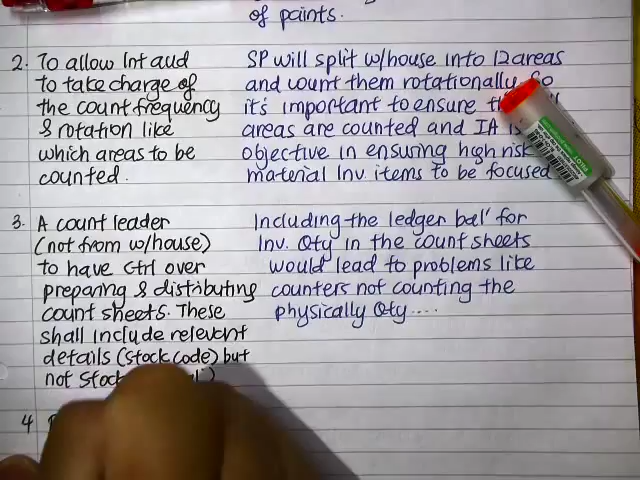 of paints.
2. To allow Int aud
to take charge of
the count frequency
& rotation like
which areas to be
counted.
SP will split w/house into 12 areas
and count them rotationally. So
it's important to ensure
areas are counted and IA is
objective in ensuring high risk
material Inv. items to be focused
3. A count leader
(not from w/house)
to have ctrl over
preparing & distributing
count sheets. These
shall include relevent
details (stock code) but
not stock
Including the ledger bal' for
Inv. Qty in the count sheets
would lead to problems like
counters not counting the
physically Qty ....
4
PILOT